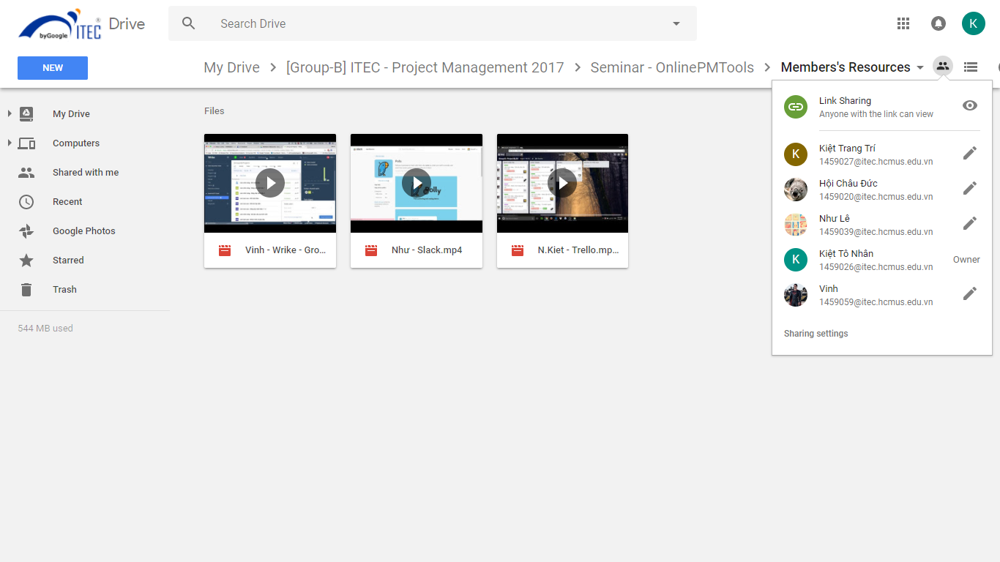 byGoogle ITEC ® Drive
Search Drive
K
NEW
My Drive
[Group-B] ITEC - Project Management 2017
Seminar - OnlinePMTools
Members's Resources
My Drive
Computers
Shared with me
Recent
Google Photos
Starred
Trash
544 MB used
Files
Wrike
Polly
Polly
Vinh - Wrike - Gro...
Như - Slack.mp4
N.Kiet - Trello.mp...
Link Sharing
Anyone with the link can view
K
Kiệt Trang Trí
1459027@itec.hcmus.edu.vn
Hội Châu Đức
1459020@itec.hcmus.edu.vn
Như Lê
1459039@itec.hcmus.edu.vn
K
Kiệt Tô Nhân
1459026@itec.hcmus.edu.vn
Owner
Vinh
1459059@itec.hcmus.edu.vn
Sharing settings